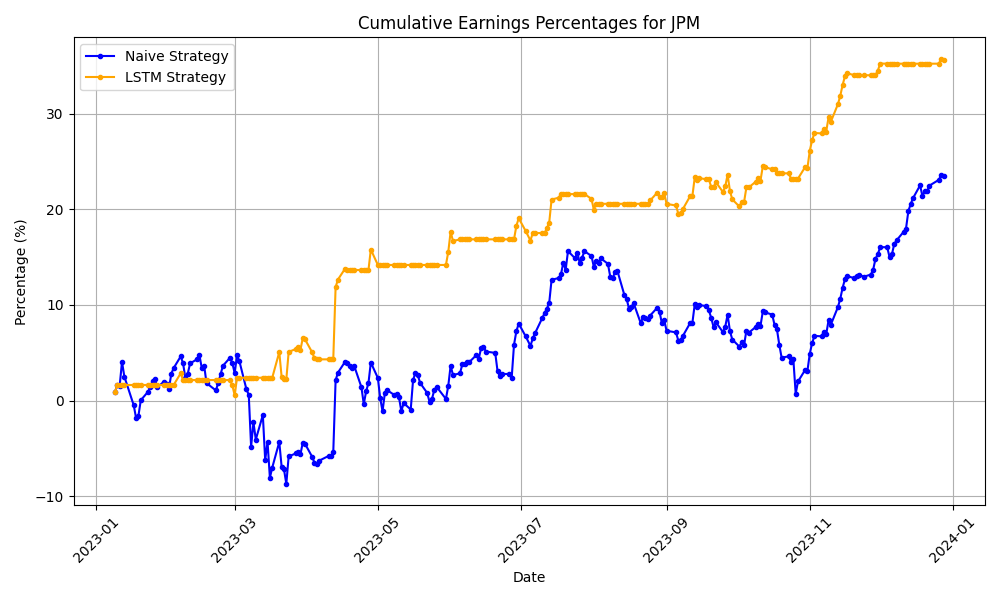 Cumulative Earnings Percentages for JPM
Naive Strategy
LSTM Strategy
Percentage (%)
30
20
10
0
−10
2023-01
2023-03
2023-05
2023-07
2023-09
2023-11
2024-01
Date